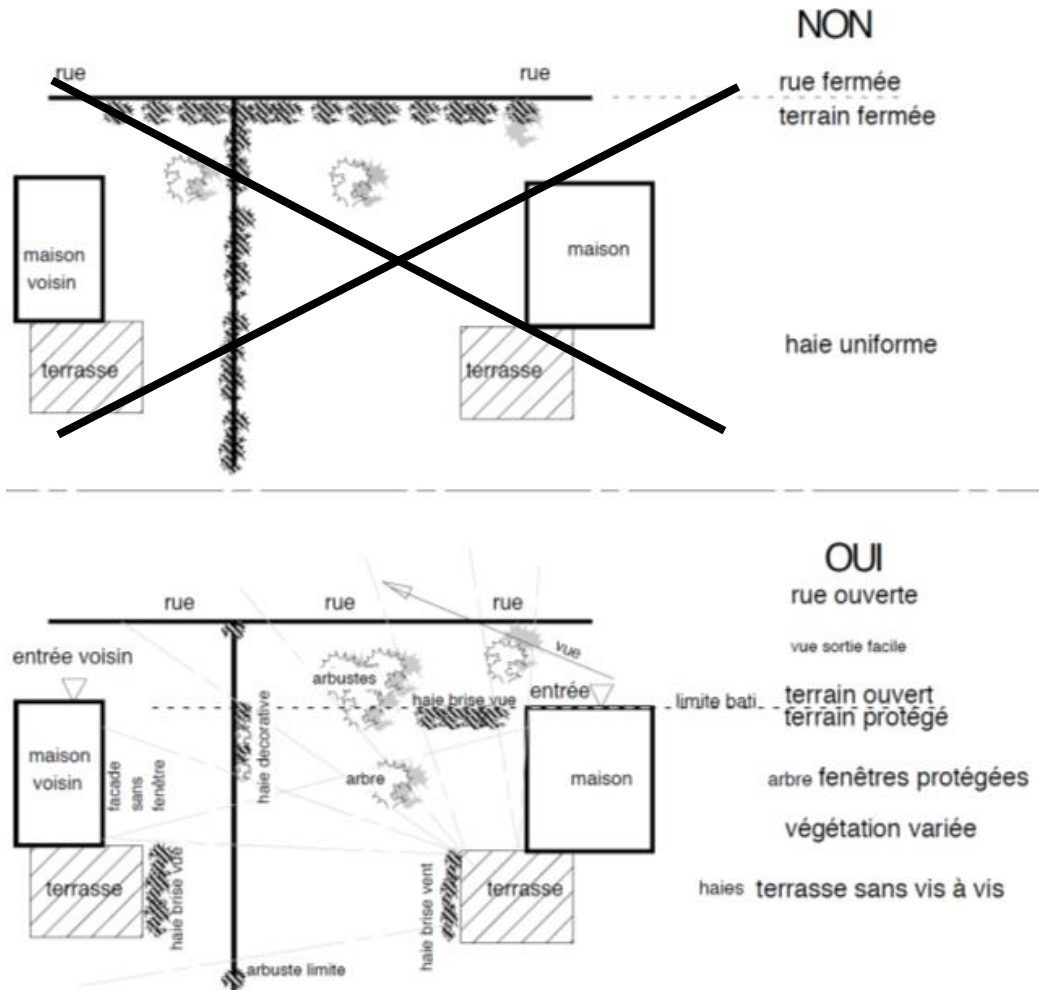 NON
rue
rue
rue fermée
terrain fermée
maison
voisin
maison
terrasse
terrasse
haie uniforme
OUI
rue
rue
rue
rue ouverte
vue
vue sortie facile
entrée voisin
arbustes
entrée
haie brise vue
limite bati
terrain ouvert
terrain protégé
maison
voisin
facade
sans
fenêtre
haie decorative
arbre
maison
arbre fenêtres protégées
végétation variée
terrasse
haie brise vue
haie brise vent
terrasse
haies terrasse sans vis à vis
arbuste limite